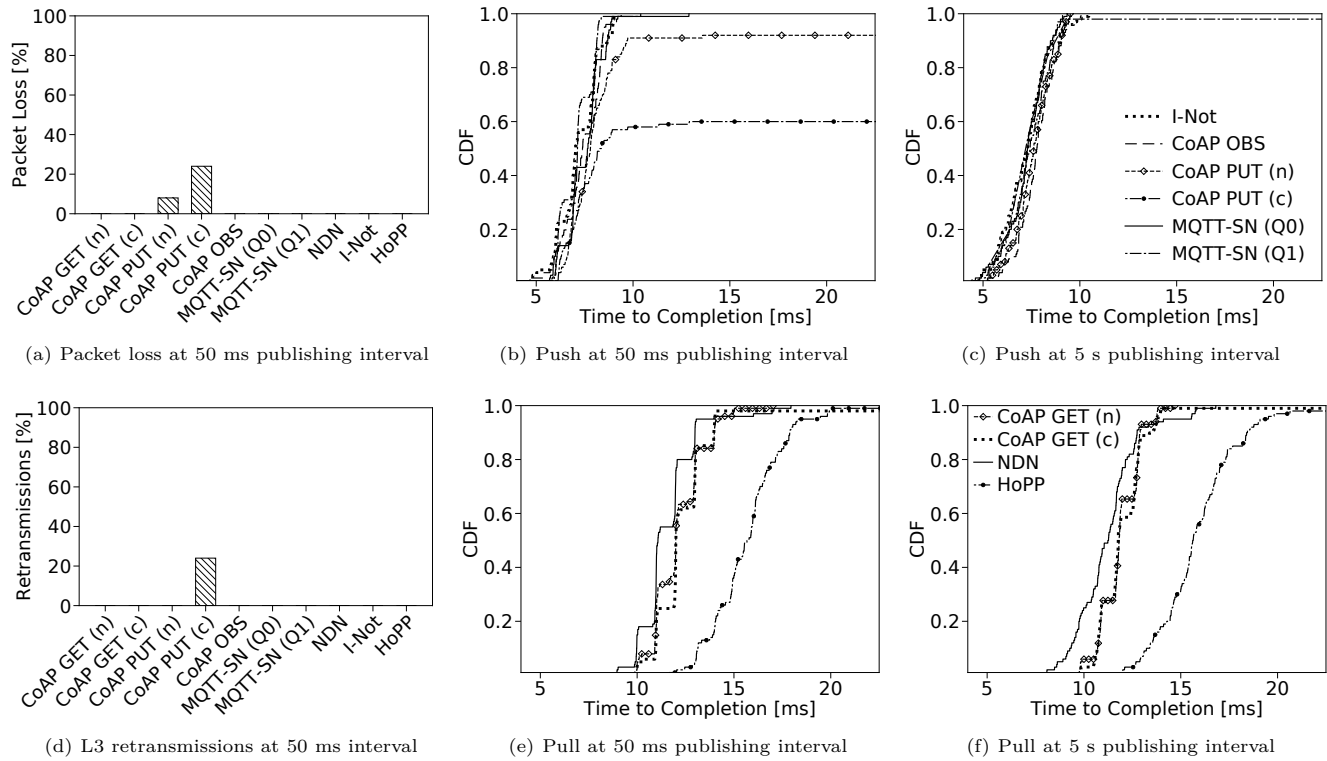 Packet Loss [%]
100
80
60
40
20
0
CoAP GET (n)
CoAP GET (c)
CoAP PUT (n)
CoAP PUT (c)
CoAP OBS
MQTT-SN (Q0)
MQTT-SN (Q1)
NDN
I-Not
HoPP
(a) Packet loss at 50 ms publishing interval
CDF
1.0
0.8
0.6
0.4
0.2
5 10 15 20
Time to Completion [ms]
(b) Push at 50 ms publishing interval
CDF
1.0
0.8
0.6
0.4
0.2
I-Not
CoAP OBS
CoAP PUT (n)
CoAP PUT (c)
MQTT-SN (Q0)
MQTT-SN (Q1)
5 10 15 20
Time to Completion [ms]
(c) Push at 5 s publishing interval
Retransmissions [%]
100
80
60
40
20
0
CoAP GET (n)
CoAP GET (c)
CoAP PUT (n)
CoAP PUT (c)
CoAP OBS
MQTT-SN (Q0)
MQTT-SN (Q1)
NDN
I-Not
HoPP
(d) L3 retransmissions at 50 ms interval
CDF
1.0
0.8
0.6
0.4
0.2
5 10 15 20
Time to Completion [ms]
(e) Pull at 50 ms publishing interval
CDF
1.0
0.8
0.6
0.4
0.2
CoAP GET (n)
CoAP GET (c)
NDN
HoPP
5 10 15 20
Time to Completion [ms]
(f) Pull at 5 s publishing interval